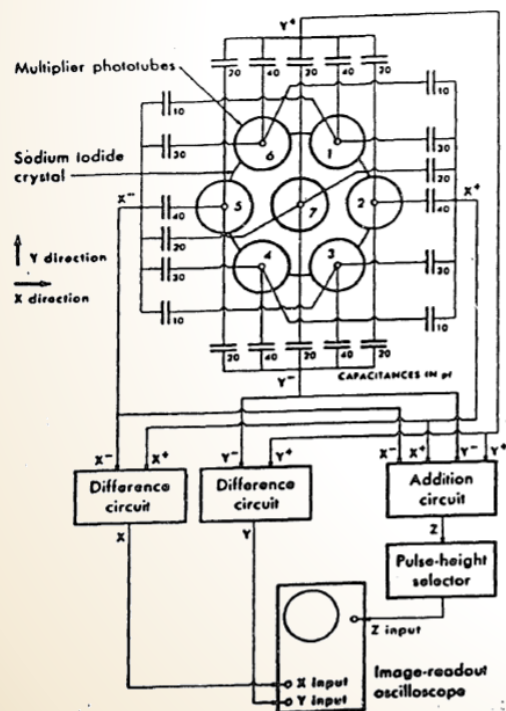 Y+
20 40 20 40 20
Multiplier phototubes
10 10
30 30
6 1
20
Sodium Iodide
crystal
X− X+
40 5 7 2 40
20
Y direction
30 4 3 30
X direction
10 10
20 40 20 40 20
Y−
CAPACITANCES IN pf
X− X+ Y− Y+ X− X+ Y− Y+
Difference
circuit
Difference
circuit
Addition
circuit
X Y Z
Pulse-height
selector
Z input
Image-readout
oscilloscope
X input
Y input